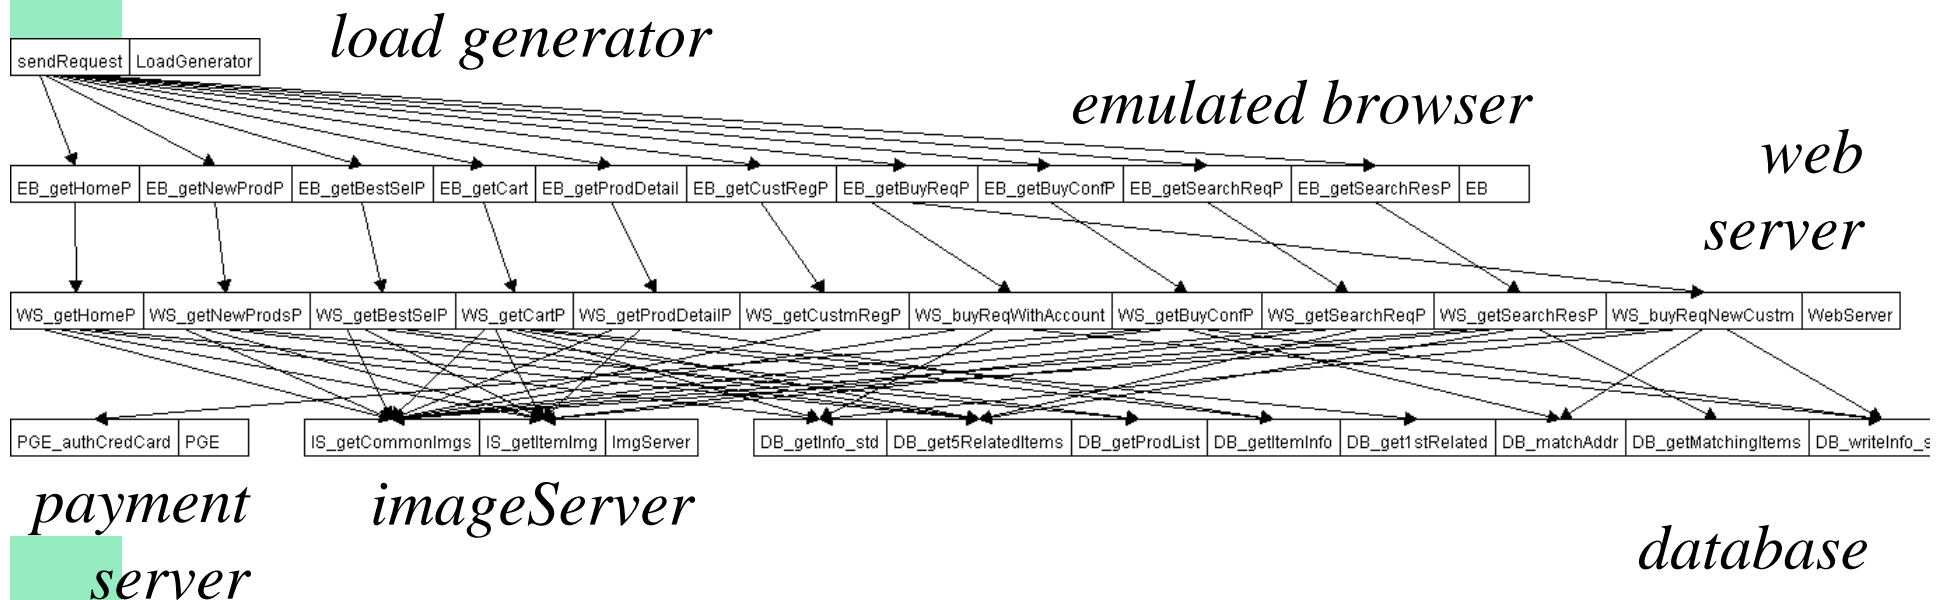 load generator
sendRequest LoadGenerator
emulated browser
web
server
EB_getHomeP EB_getNewProdP EB_getBestSelP EB_getCart EB_getProdDetail EB_getCustRegP EB_getBuyReqP EB_getBuyConfP EB_getSearchReqP EB_getSearchResP EB
WS_getHomeP WS_getNewProdsP WS_getBestSelP WS_getCartP WS_getProdDetailP WS_getCustmRegP WS_buyReqWithAccount WS_getBuyConfP WS_getSearchReqP WS_getSearchResP WS_buyReqNewCustm WebServer
PGE_authCredCard PGE IS_getCommonImgs IS_getItemImg ImgServer DB_getInfo_std DB_get5RelatedItems DB_getProdList DB_getItemInfo DB_get1stRelated DB_matchAddr DB_getMatchingItems DB_writeInfo_s
payment
server
imageServer
database